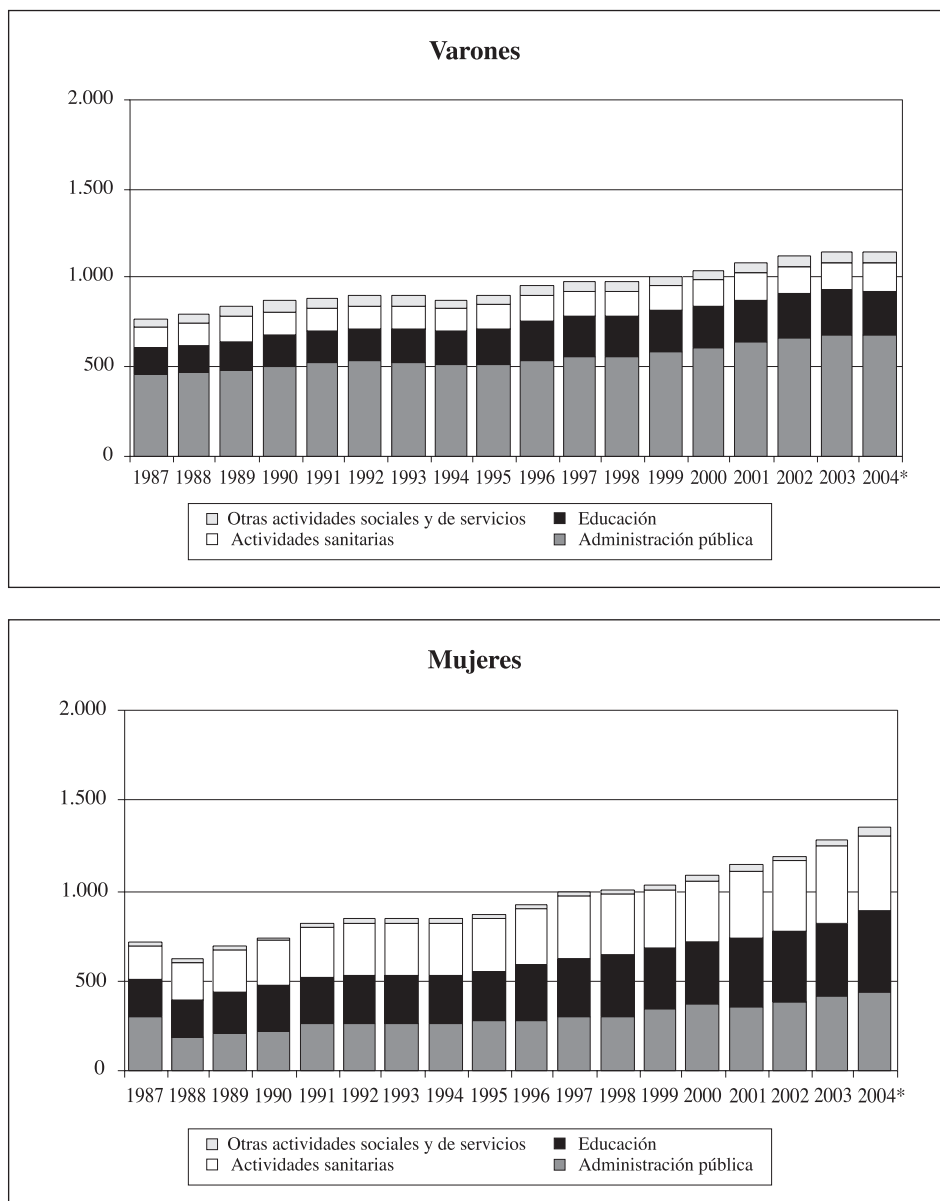 Varones
2.000
1.500
1.000
500
0
1987 1988 1989 1990 1991 1992 1993 1994 1995 1996 1997 1998 1999 2000 2001 2002 2003 2004*
Otras actividades sociales y de servicios Educación
Actividades sanitarias Administración pública
Mujeres
2.000
1.500
1.000
500
0
1987 1988 1989 1990 1991 1992 1993 1994 1995 1996 1997 1998 1999 2000 2001 2002 2003 2004*
Otras actividades sociales y de servicios Educación
Actividades sanitarias Administración pública